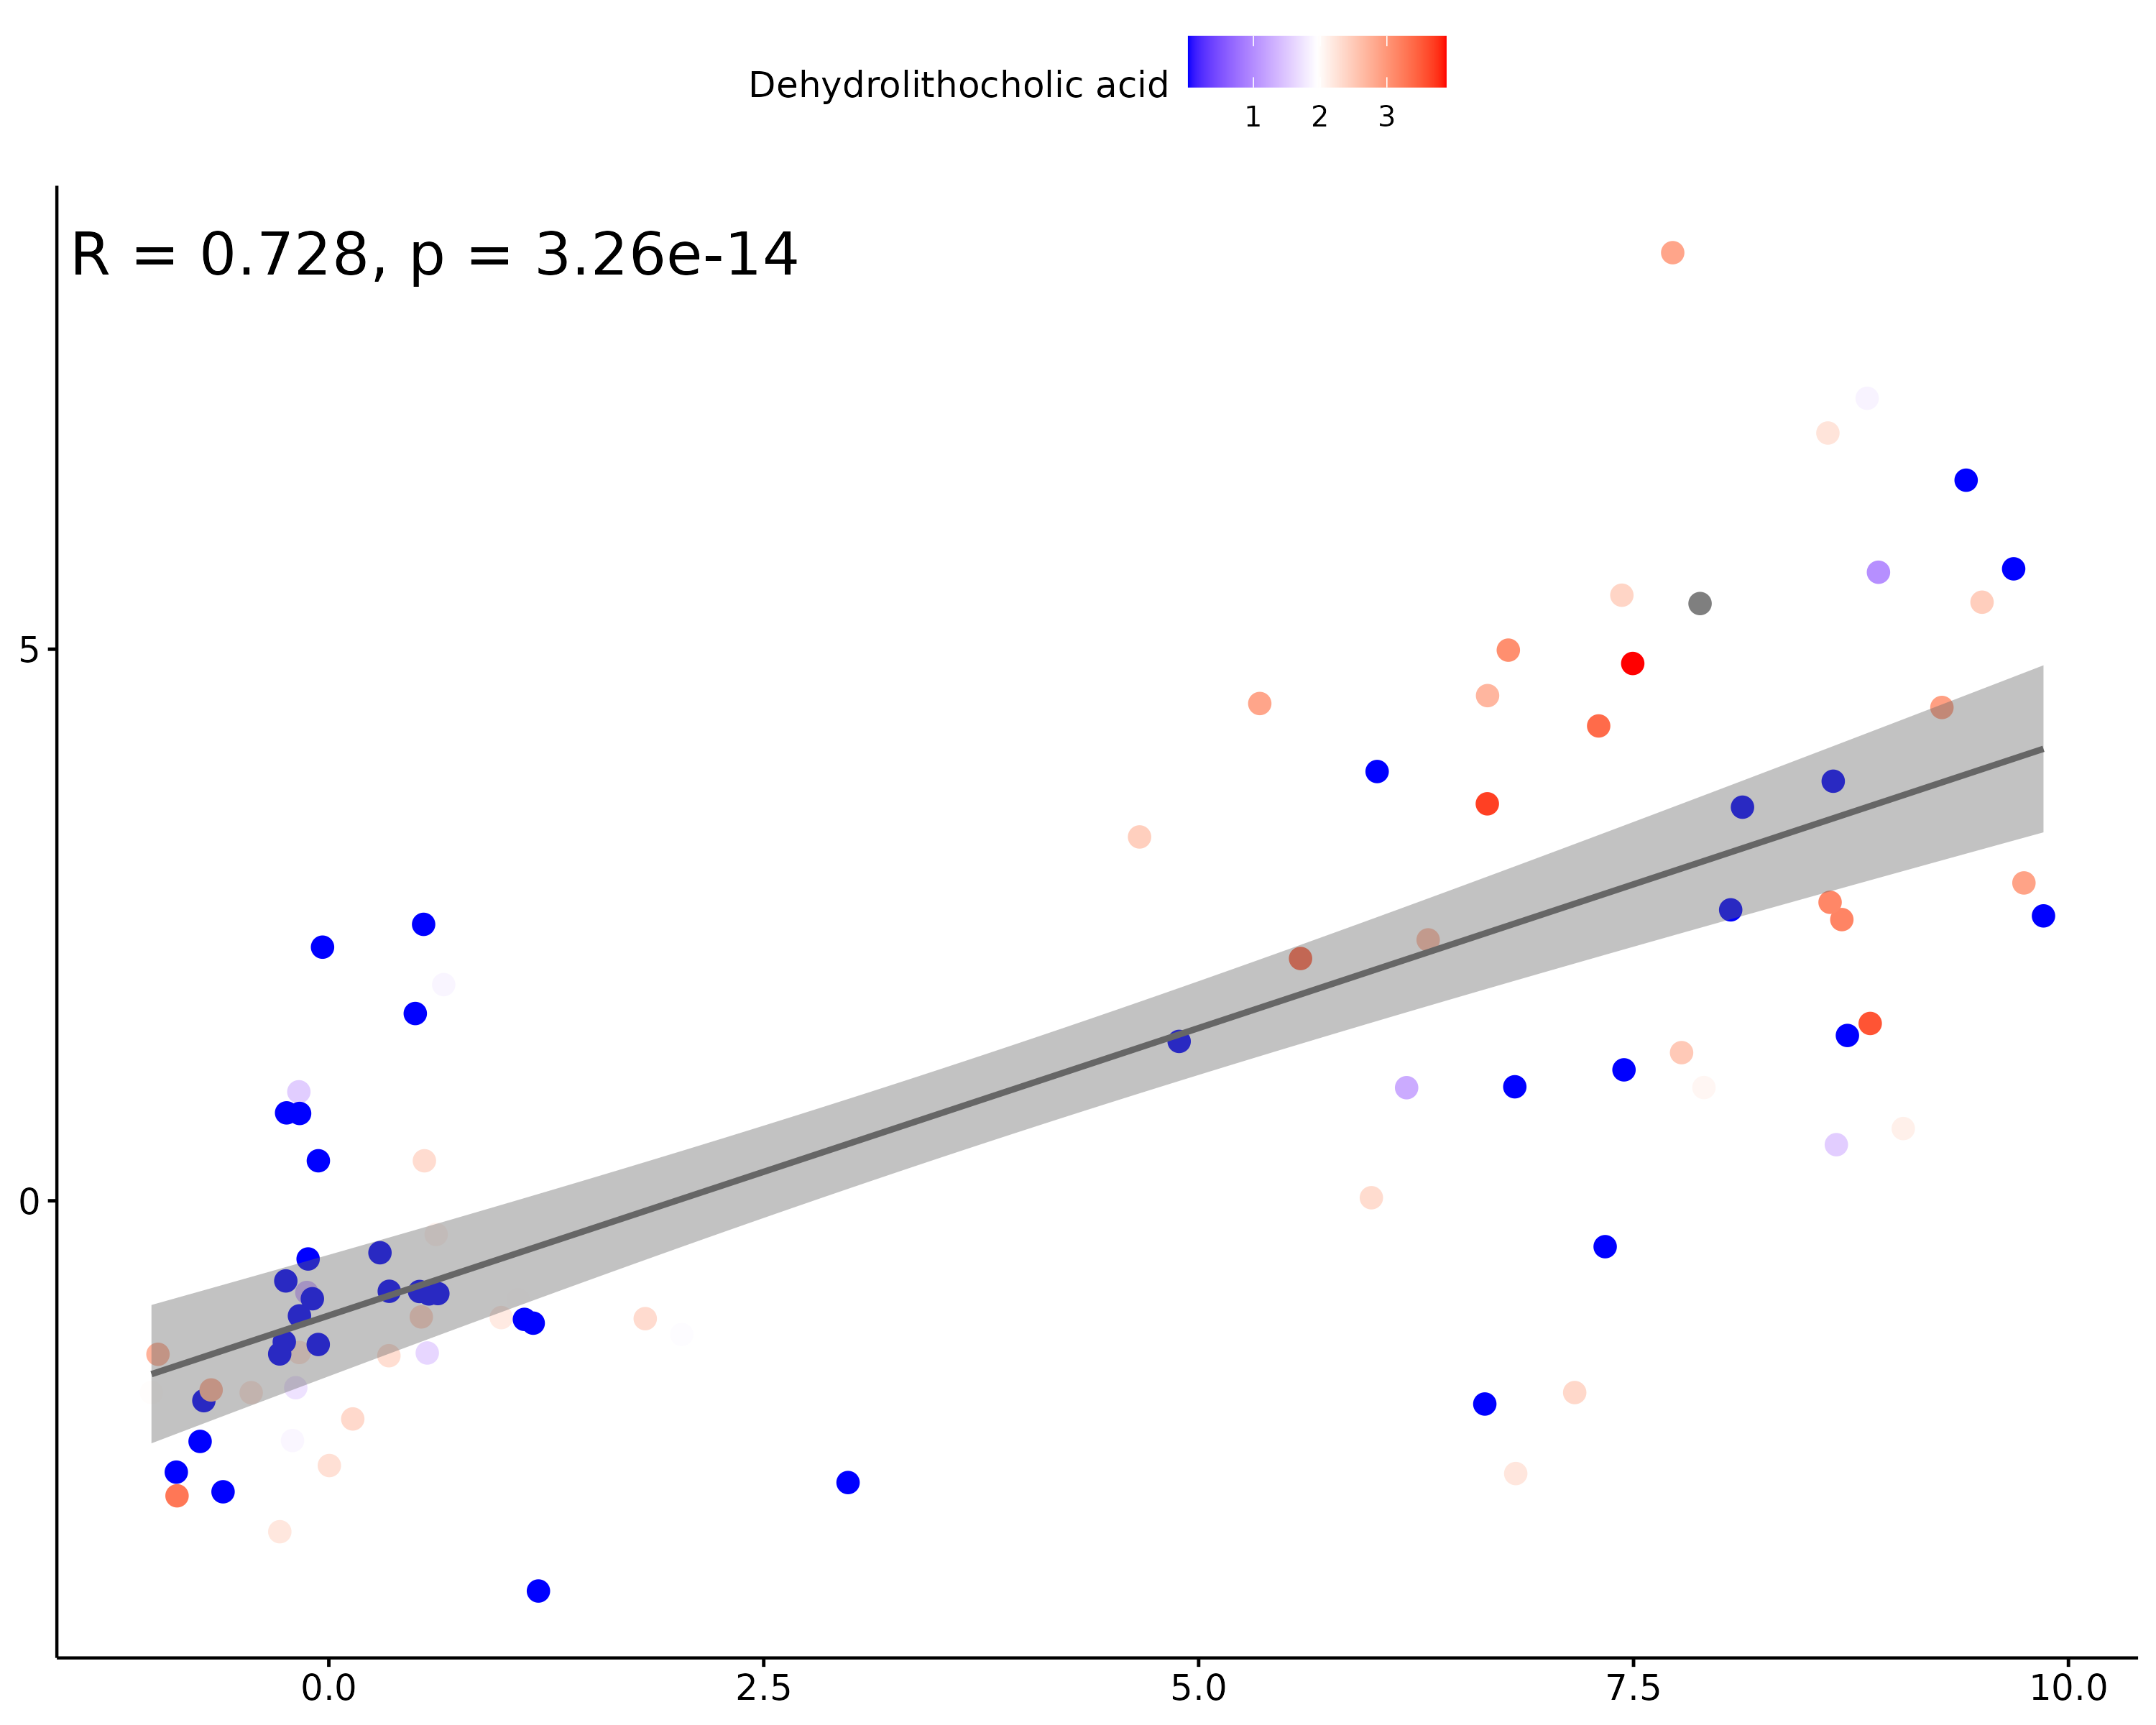 Dehydrolithocholic acid
1 2 3
R = 0.728, p = 3.26e-14
5
0
0.0 2.5 5.0 7.5 10.0